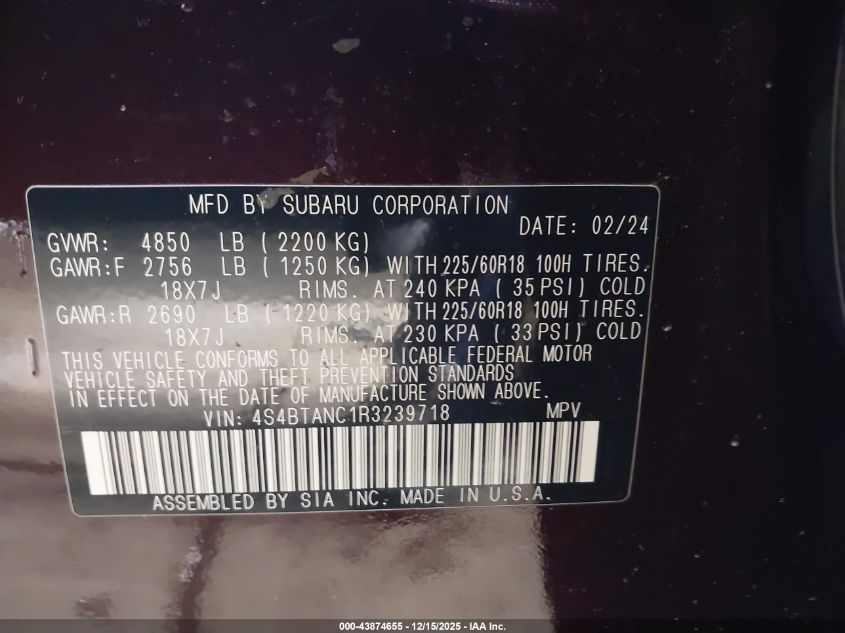 MFD BY SUBARU CORPORATION
DATE: 02/24
GVWR: 4850 LB ( 2200 KG)
GAWR:F 2756 LB ( 1250 KG) WITH 225/60R18 100H TIRES.
18X7J RIMS. AT 240 KPA ( 35 PSI) COLD
GAWR:R 2690 LB ( 1220 KG) WITH 225/60R18 100H TIRES.
18X7J RIMS. AT 230 KPA ( 33 PSI) COLD
THIS VEHICLE CONFORMS TO ALL APPLICABLE FEDERAL MOTOR
VEHICLE SAFETY AND THEFT PREVENTION STANDARDS
IN EFFECT ON THE DATE OF MANUFACTURE SHOWN ABOVE.
VIN: 4S4BTANC1R3239718 MPV
ASSEMBLED BY SIA INC. MADE IN U.S.A.
000-43874655 - 12/15/2025 - IAA Inc.